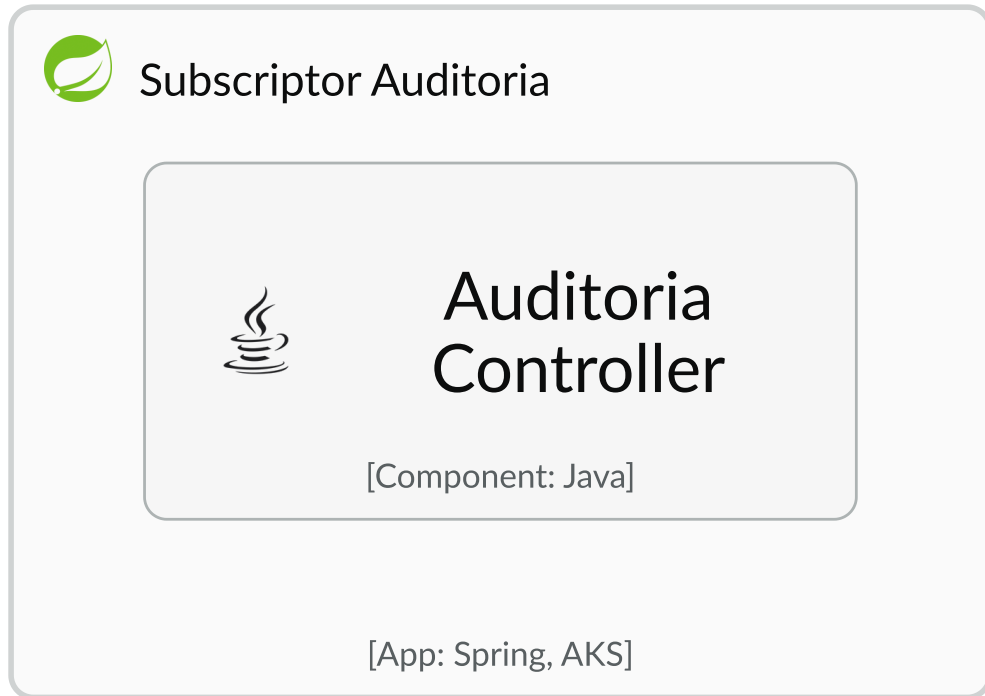 Subscriptor Auditoria
Auditoria
Controller
[Component: Java]
[App: Spring, AKS]